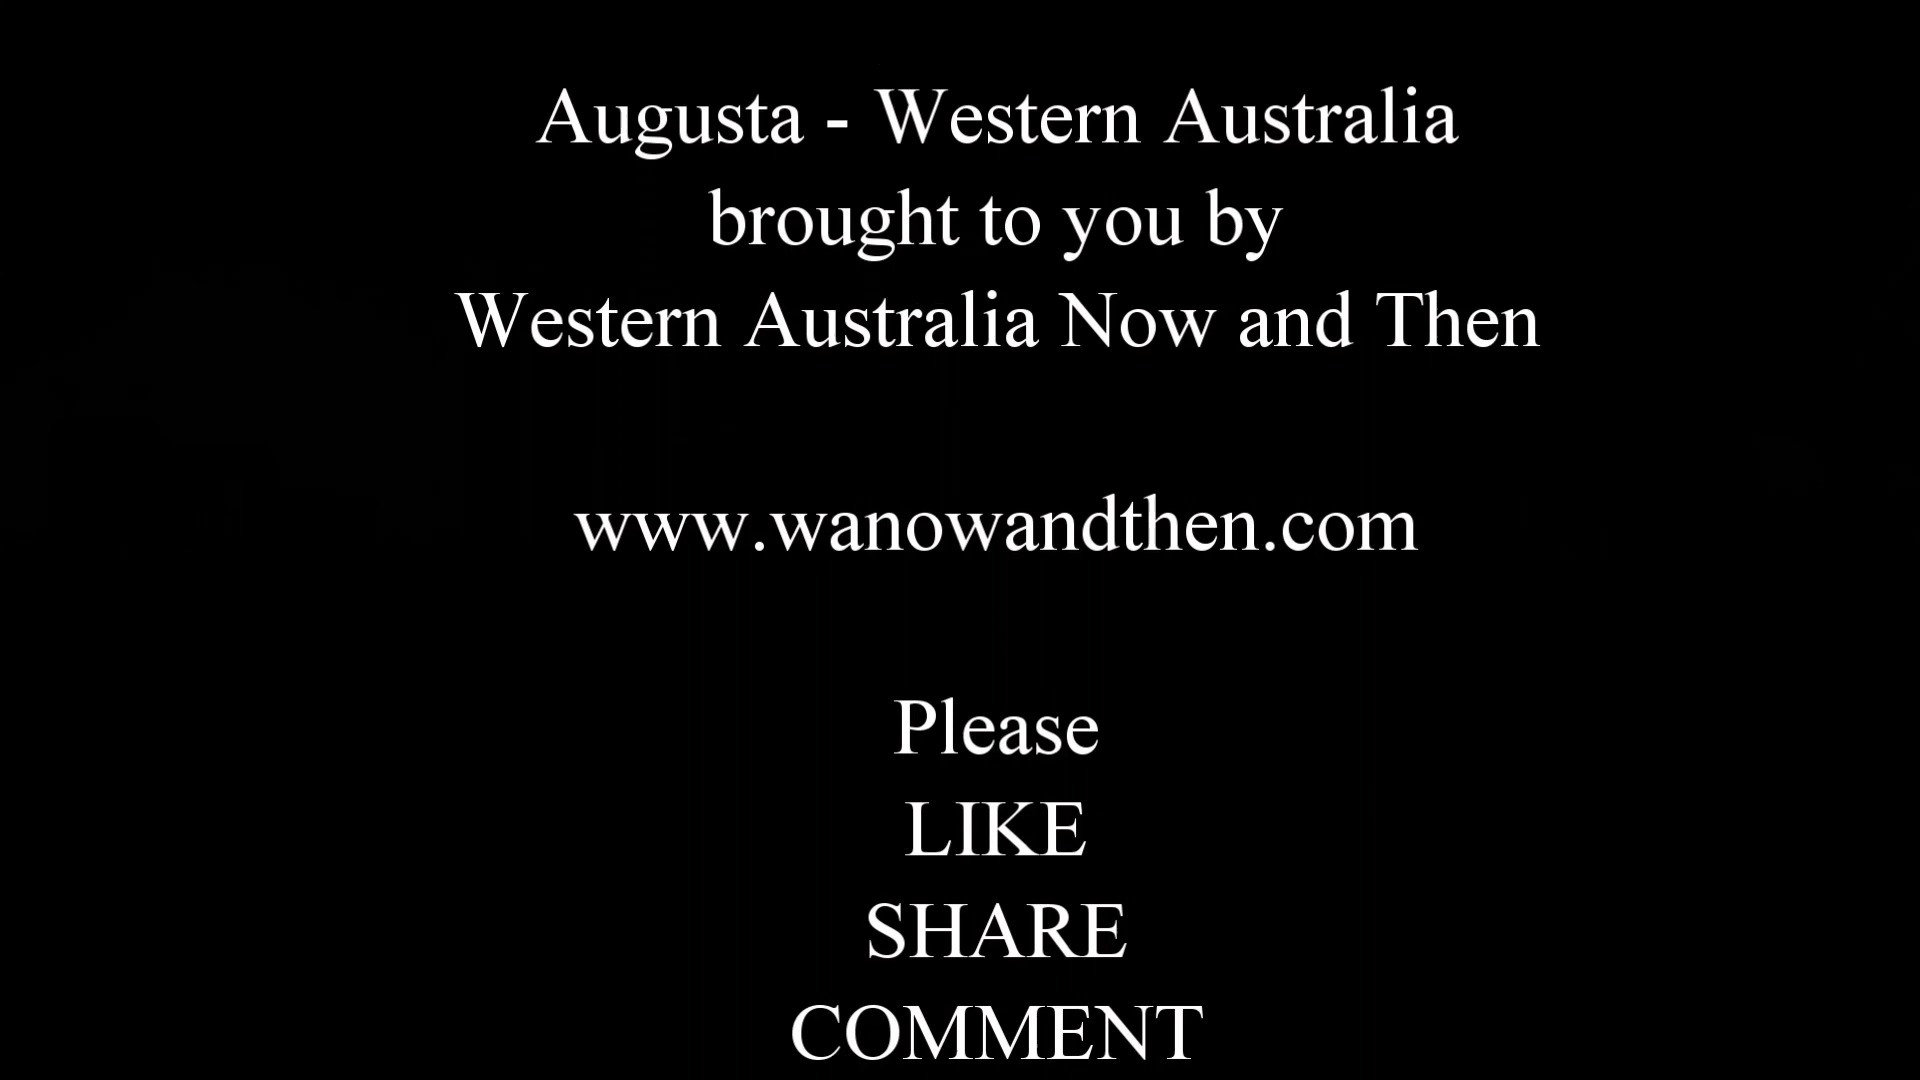 Augusta - Western Australia
brought to you by
Western Australia Now and Then
www.wanowandthen.com
Please
LIKE
SHARE
COMMENT